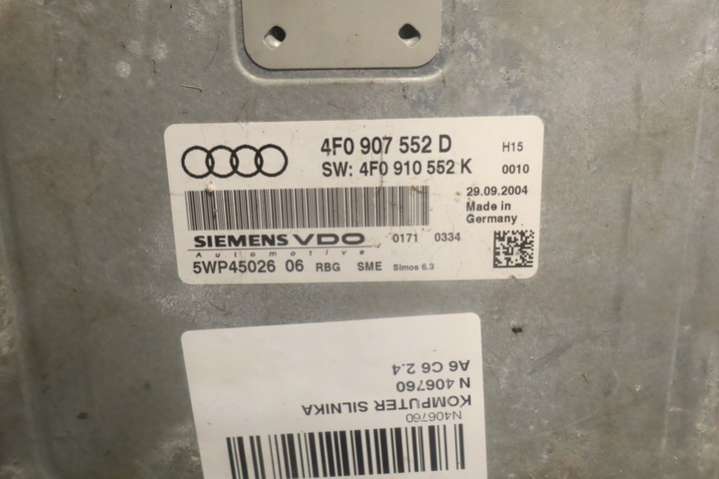 4F0 907 552 D H15
SW: 4F0 910 552 K 0010
29.09.2004
Made in
Germany
SIEMENS VDO 0171 0334
Automotive
5WP45026 06 RBG SME Simos 6.3
N406760
KOMPUTER SILNIKA
N 406760
A6 C6 2.4